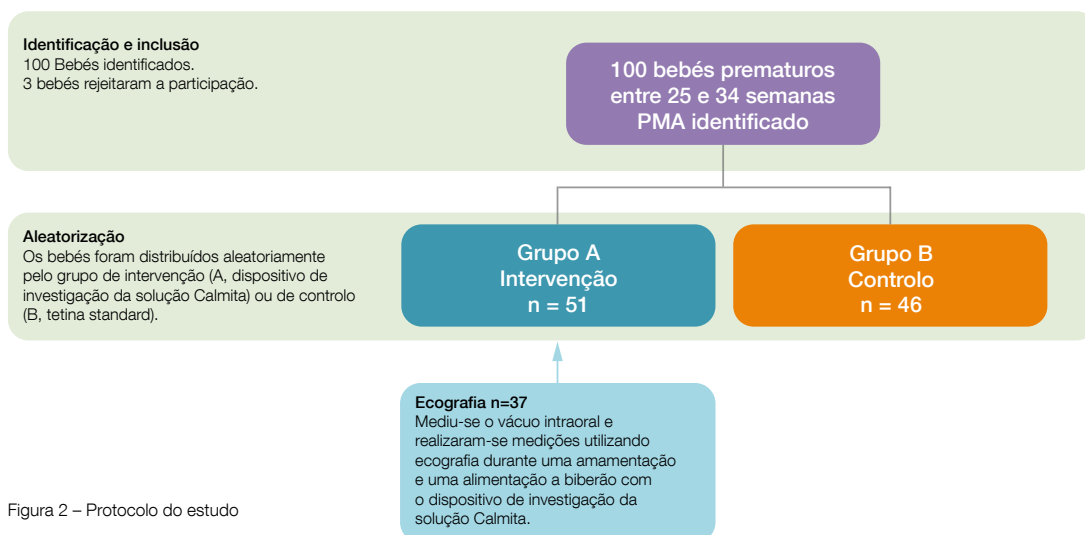 Identificação e inclusão
100 Bebés identificados.
3 bebés rejeitaram a participação.
100 bebés prematuros
entre 25 e 34 semanas
PMA identificado
Aleatorização
Os bebés foram distribuídos aleatoriamente
pelo grupo de intervenção (A, dispositivo de
investigação da solução Calmita) ou de controlo
(B, tetina standard).
Grupo A
Intervenção
n = 51
Grupo B
Controlo
n = 46
Ecografia n=37
Mediu-se o vácuo intraoral e
realizaram-se medições utilizando
ecografia durante uma amamentação
e uma alimentação a biberão com
o dispositivo de investigação da
solução Calmita.
Figura 2 – Protocolo do estudo